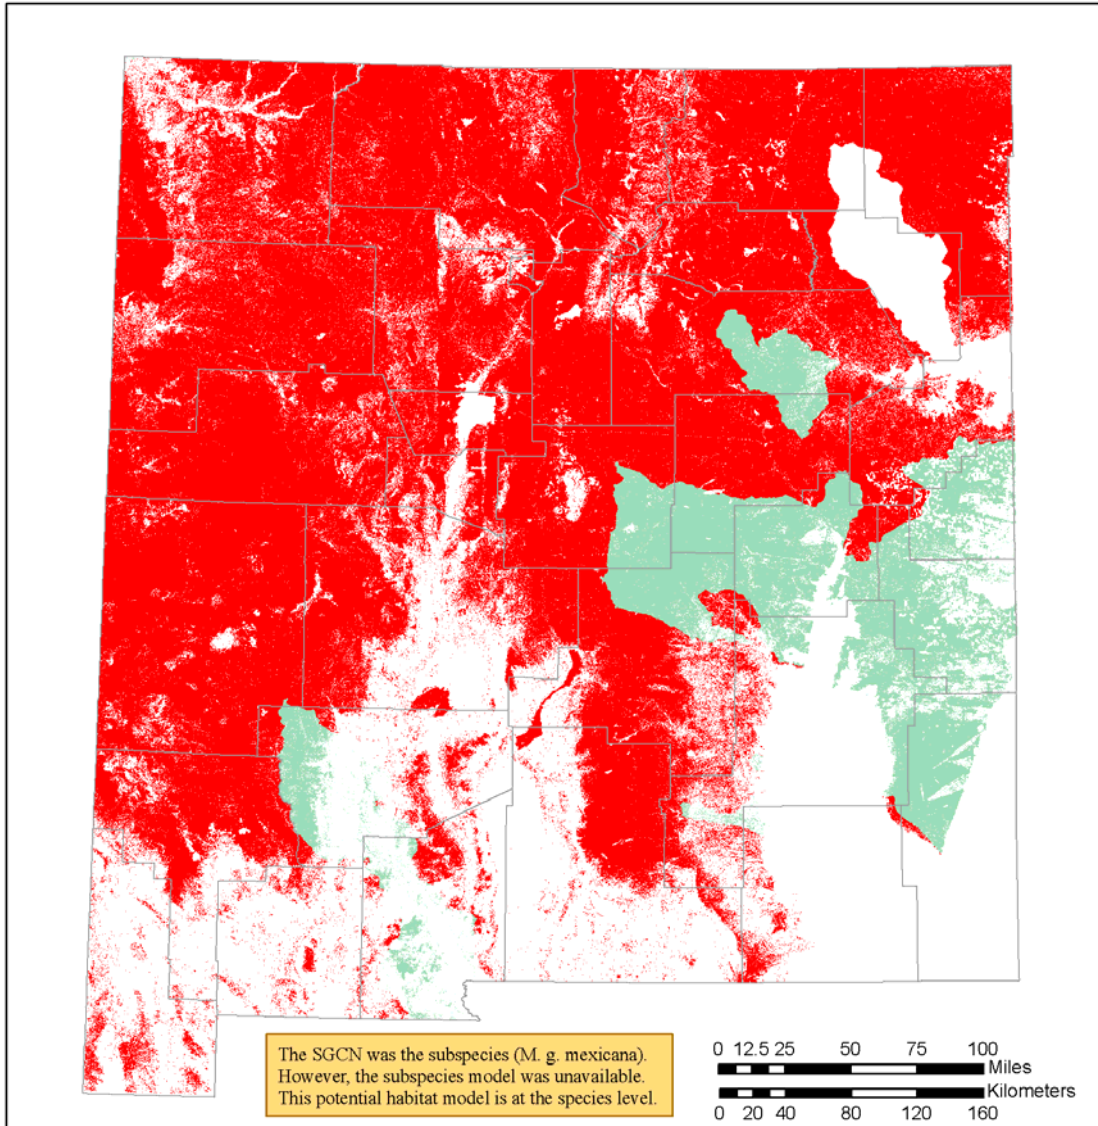 The SGCN was the subspecies (M. g. mexicana).
However, the subspecies model was unavailable.
This potential habitat model is at the species level.
0 12.5 25 50 75 100
Miles
Kilometers
0 20 40 80 120 160